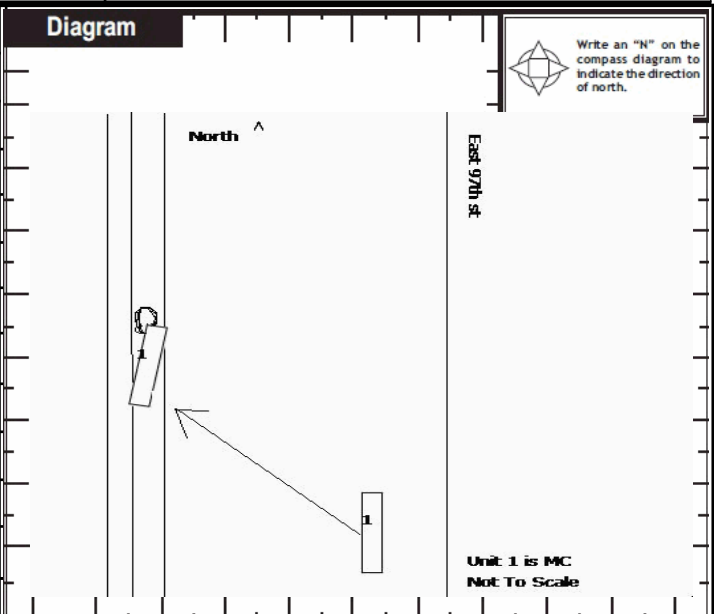 Diagram
Write an “N” on the
compass diagram to
indicate the direction
of north.
North ^
East 97th st
1
1
Unit 1 is MC
Not To Scale